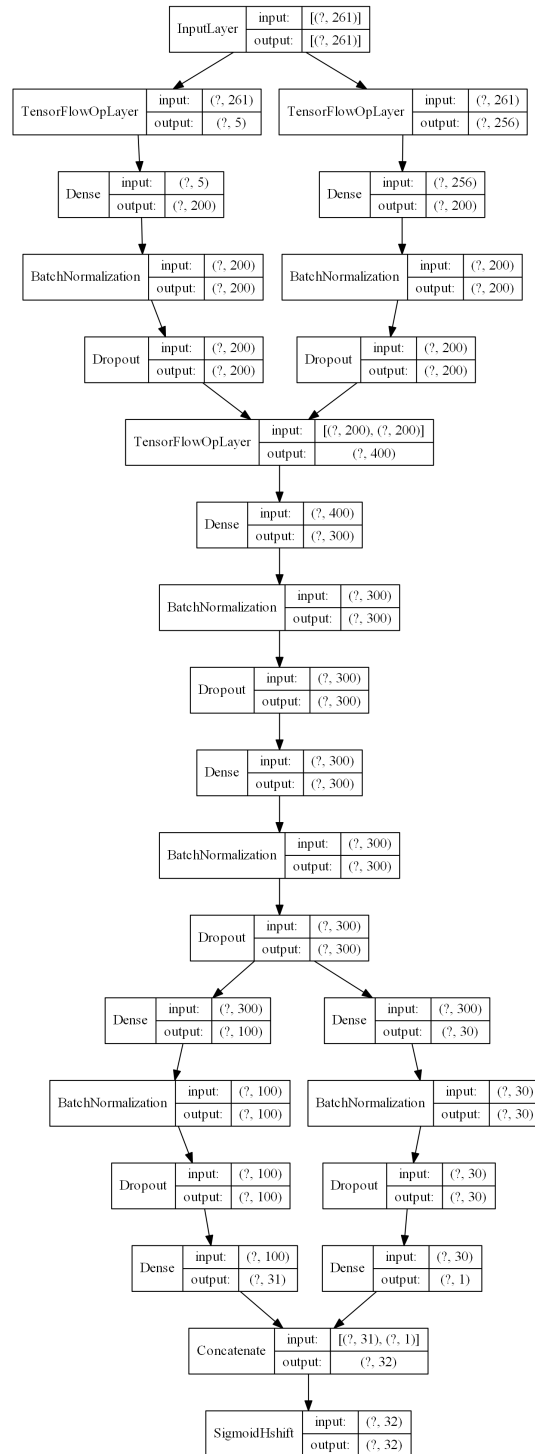 InputLayer input: [(?, 261)]
output: [(?, 261)]
TensorFlowOpLayer input: (?, 261)
output: (?, 5)
TensorFlowOpLayer input: (?, 261)
output: (?, 256)
Dense input: (?, 5)
output: (?, 200)
Dense input: (?, 256)
output: (?, 200)
BatchNormalization input: (?, 200)
output: (?, 200)
BatchNormalization input: (?, 200)
output: (?, 200)
Dropout input: (?, 200)
output: (?, 200)
Dropout input: (?, 200)
output: (?, 200)
TensorFlowOpLayer input: [(?, 200), (?, 200)]
output: (?, 400)
Dense input: (?, 400)
output: (?, 300)
BatchNormalization input: (?, 300)
output: (?, 300)
Dropout input: (?, 300)
output: (?, 300)
Dense input: (?, 300)
output: (?, 300)
BatchNormalization input: (?, 300)
output: (?, 300)
Dropout input: (?, 300)
output: (?, 300)
Dense input: (?, 300)
output: (?, 100)
Dense input: (?, 300)
output: (?, 30)
BatchNormalization input: (?, 100)
output: (?, 100)
BatchNormalization input: (?, 30)
output: (?, 30)
Dropout input: (?, 100)
output: (?, 100)
Dropout input: (?, 30)
output: (?, 30)
Dense input: (?, 100)
output: (?, 31)
Dense input: (?, 30)
output: (?, 1)
Concatenate input: [(?, 31), (?, 1)]
output: (?, 32)
SigmoidHshift input: (?, 32)
output: (?, 32)